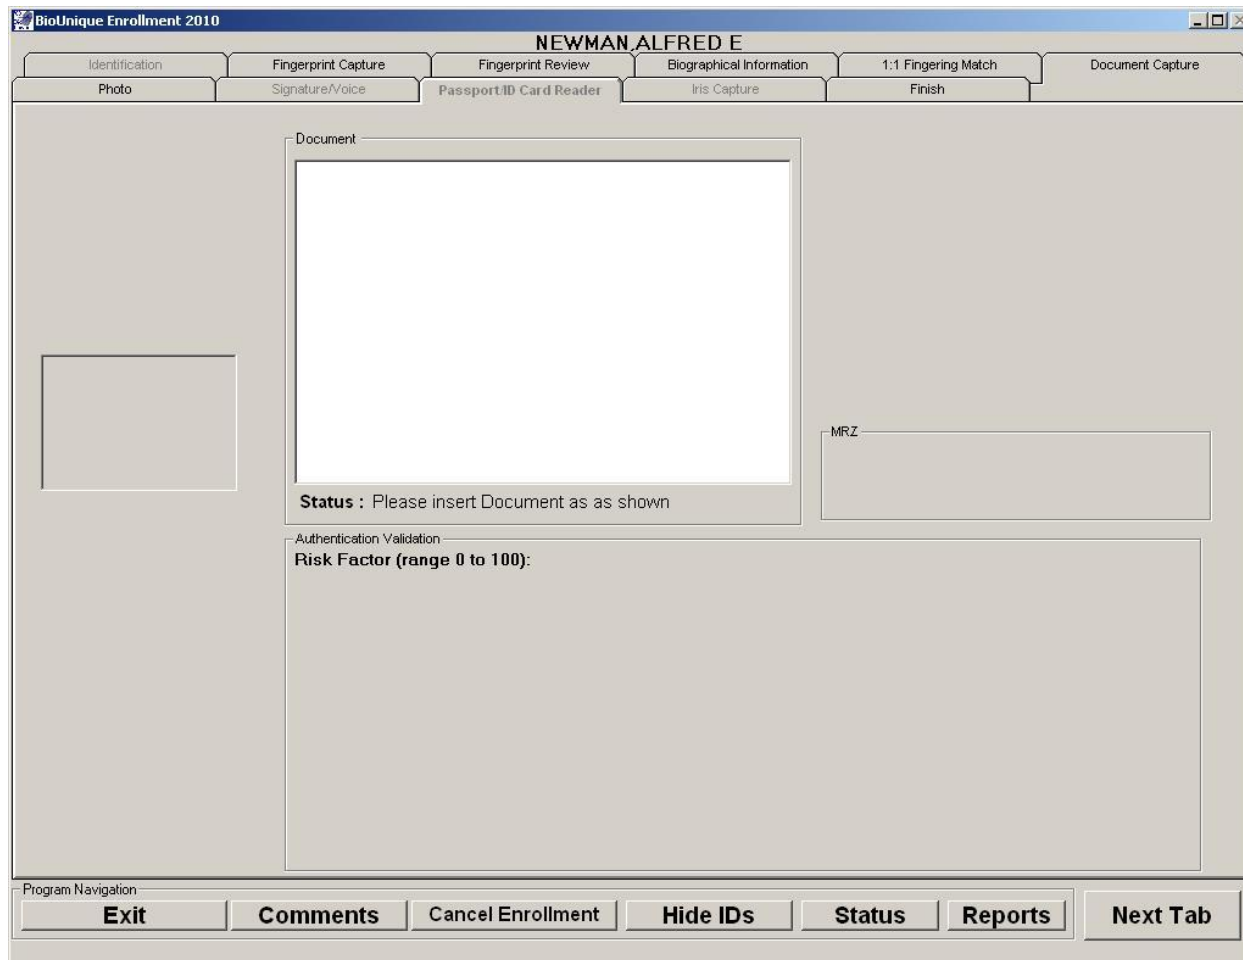 BioUnique Enrollment 2010
NEWMAN,ALFRED E
Identification Fingerprint Capture Fingerprint Review Biographical Information 1:1 Fingering Match Document Capture
Photo Signature/Voice Passport/ID Card Reader Iris Capture Finish
Document
Status : Please insert Document as as shown
MRZ
Authentication Validation
Risk Factor (range 0 to 100):
Program Navigation
Exit Comments Cancel Enrollment Hide IDs Status Reports Next Tab